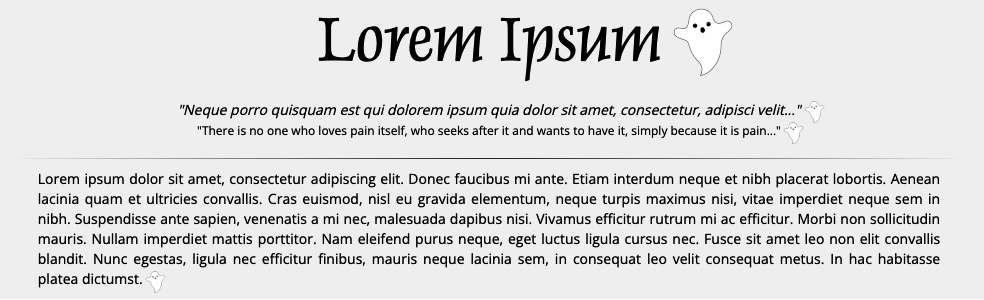 Lorem Ipsum
"Neque porro quisquam est qui dolorem ipsum quia dolor sit amet, consectetur, adipisci velit..."
"There is no one who loves pain itself, who seeks after it and wants to have it, simply because it is pain..."
Lorem ipsum dolor sit amet, consectetur adipiscing elit. Donec faucibus mi ante. Etiam interdum neque et nibh placerat lobortis. Aenean
lacinia quam et ultricies convallis. Cras euismod, nisl eu gravida elementum, neque turpis maximus nisi, vitae imperdiet neque sem in
nibh. Suspendisse ante sapien, venenatis a mi nec, malesuada dapibus nisi. Vivamus efficitur rutrum mi ac efficitur. Morbi non sollicitudin
mauris. Nullam imperdiet mattis porttitor. Nam eleifend purus neque, eget luctus ligula cursus nec. Fusce sit amet leo non elit convallis
blandit. Nunc egestas, ligula nec efficitur finibus, mauris neque lacinia sem, in consequat leo velit consequat metus. In hac habitasse
platea dictumst.